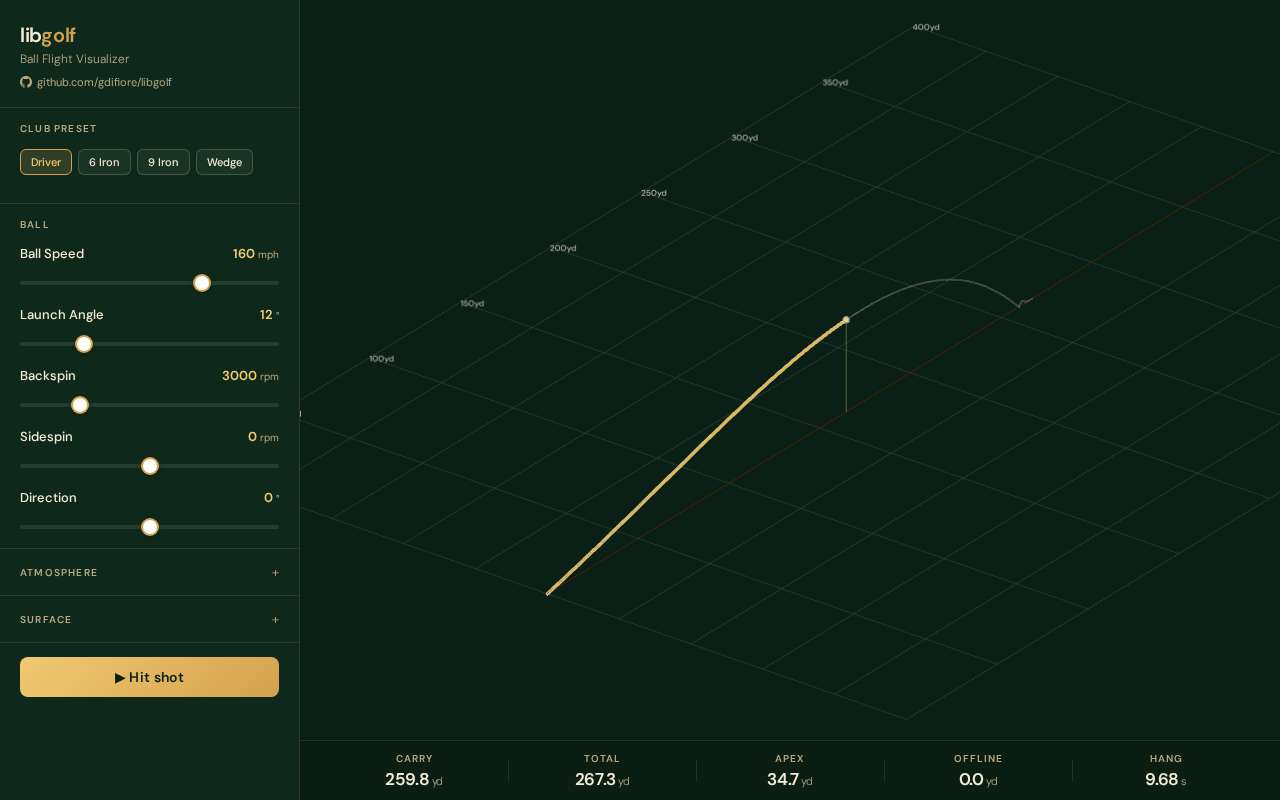 libgolf
Ball Flight Visualizer
github.com/gdifiore/libgolf
CLUB PRESET
Driver
6 Iron
9 Iron
Wedge
BALL
Ball Speed
160 mph
Launch Angle
12 °
Backspin
3000 rpm
Sidespin
0 rpm
Direction
0 °
ATMOSPHERE
+
SURFACE
+
▶ Hit shot
400yd
350yd
300yd
250yd
200yd
150yd
100yd
CARRY
259.8 yd
TOTAL
267.3 yd
APEX
34.7 yd
OFFLINE
0.0 yd
HANG
9.68 s